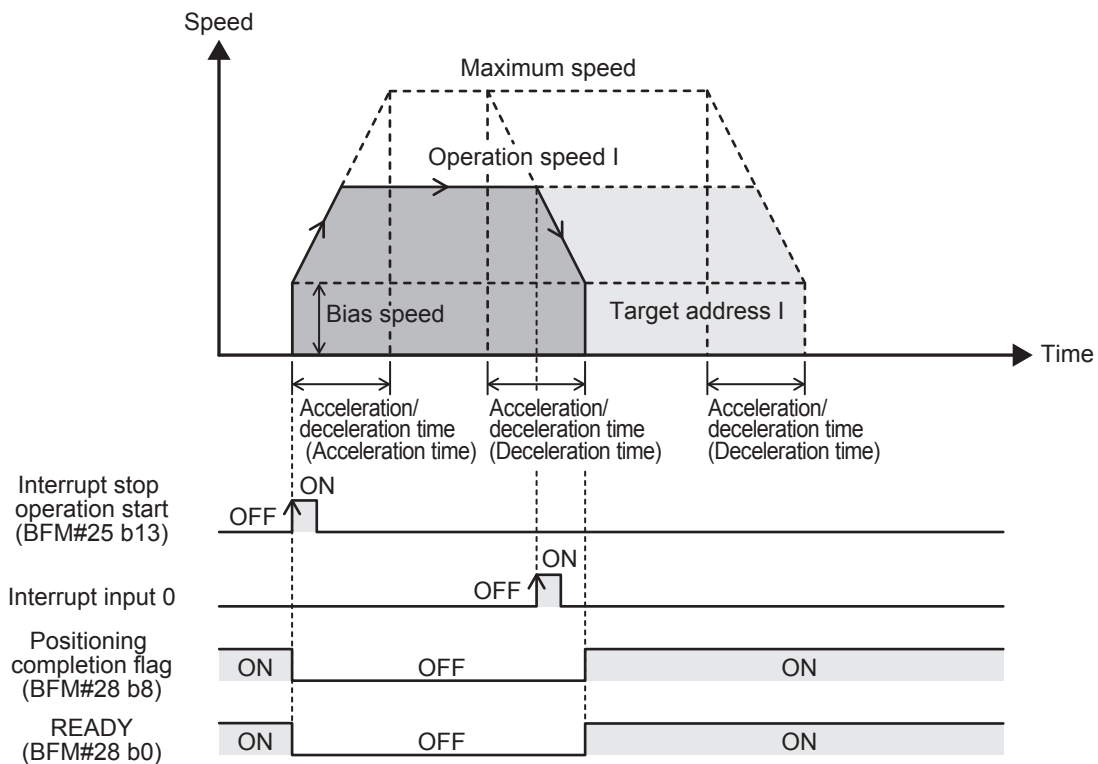 Speed
Maximum speed
Operation speed I
Bias speed
Target address I
Time
Acceleration/
deceleration time
(Acceleration time)
Acceleration/
deceleration time
(Deceleration time)
Acceleration/
deceleration time
(Deceleration time)
Interrupt stop
operation start
(BFM#25 b13)
OFF
ON
Interrupt input 0
OFF
ON
Positioning
completion flag
(BFM#28 b8)
ON
OFF
ON
READY
(BFM#28 b0)
ON
OFF
ON